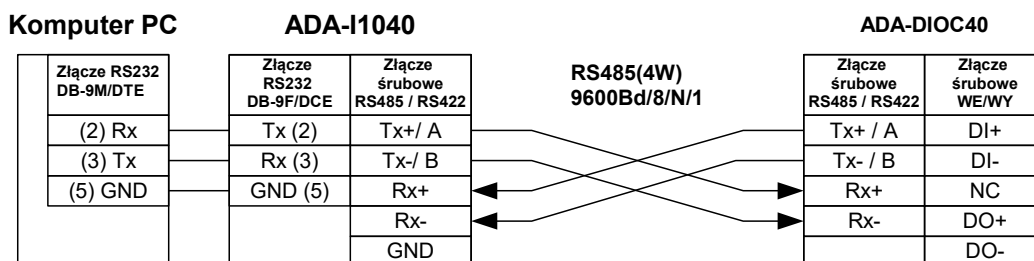 Komputer PC ADA-I1040 ADA-DIOC40
Złącze RS232 DB-9M/DTE
Złącze RS232 DB-9F/DCE
Złącze śrubowe RS485 / RS422
RS485(4W)
9600Bd/8/N/1
Złącze śrubowe RS485 / RS422
Złącze śrubowe WE/WY
(2) Rx Tx (2) Tx+/ A Tx+ / A DI+
(3) Tx Rx (3) Tx-/ B Tx- / B DI-
(5) GND GND (5) Rx+ Rx+ NC
Rx- Rx- DO+
GND DO-